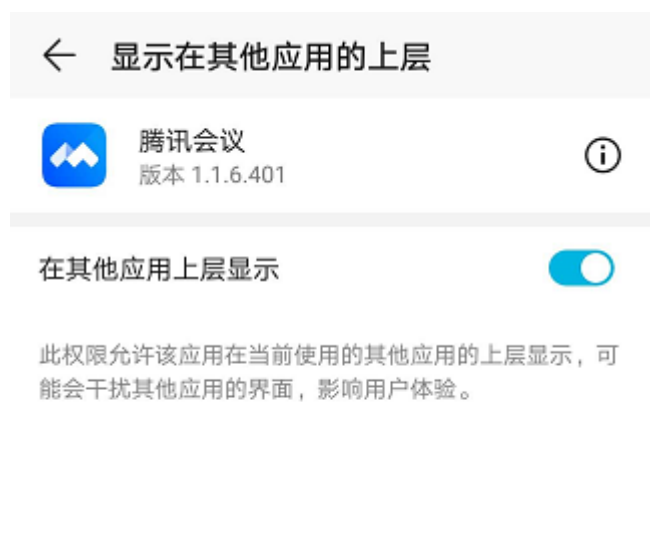 显示在其他应用的上层
腾讯会议
版本 1.1.6.401
在其他应用上层显示
此权限允许该应用在当前使用的其他应用的上层显示，可
能会干扰其他应用的界面，影响用户体验。